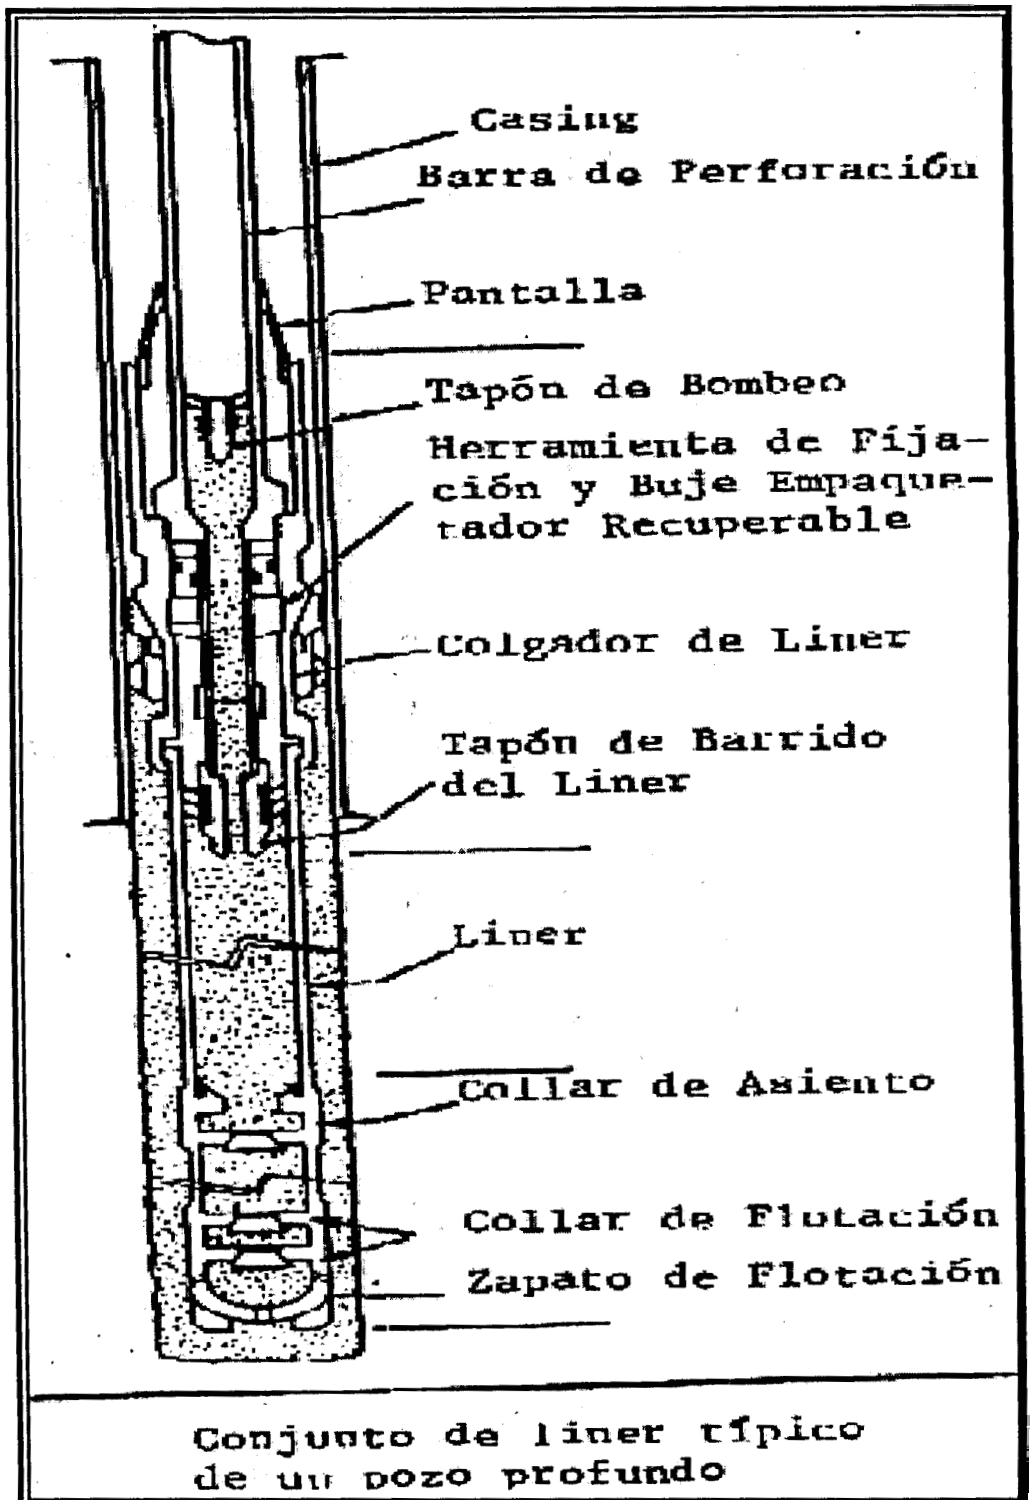 Casing
Barra de Perforación
Pantalla
Tapón de Bombeo
Herramienta de Fija-
ción y Buje Empaque-
tador Recuperable
Colgador de Liner
Tapón de Barrido
del Liner
Liner
Collar de Asiento
Collar de Flotación
Zapato de Flotación
Conjunto de liner típico
de un pozo profundo